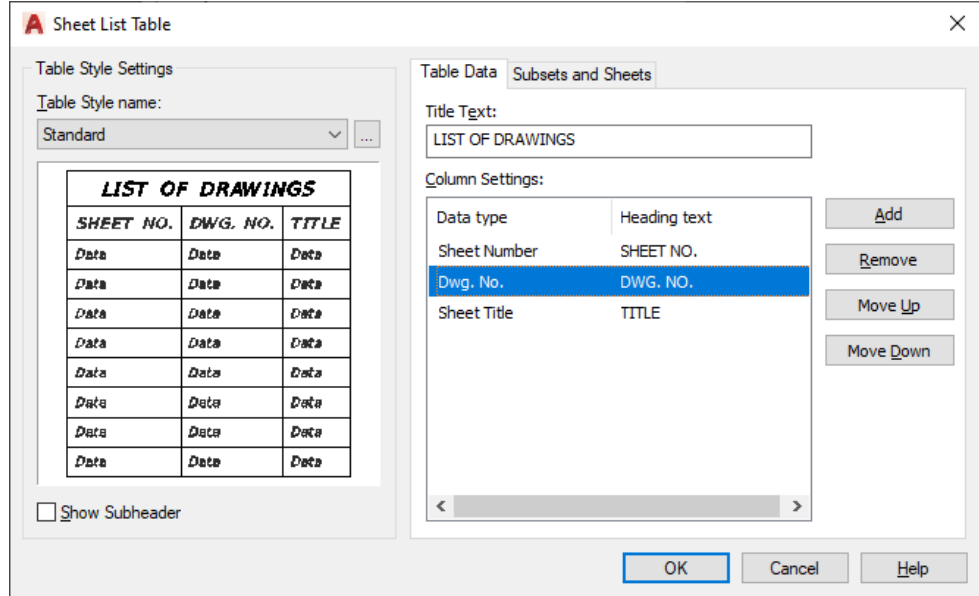 Sheet List Table
Table Style Settings
Table Style name:
Standard
...
LIST OF DRAWINGS
SHEET NO. DWG. NO. TITLE
Data Data Data
Data Data Data
Data Data Data
Data Data Data
Data Data Data
Data Data Data
Data Data Data
Data Data Data
Show Subheader
Table Data Subsets and Sheets
Title Text:
LIST OF DRAWINGS
Column Settings:
Data type Heading text
Sheet Number SHEET NO.
Dwg. No. DWG. NO.
Sheet Title TITLE
Add
Remove
Move Up
Move Down
OK Cancel Help